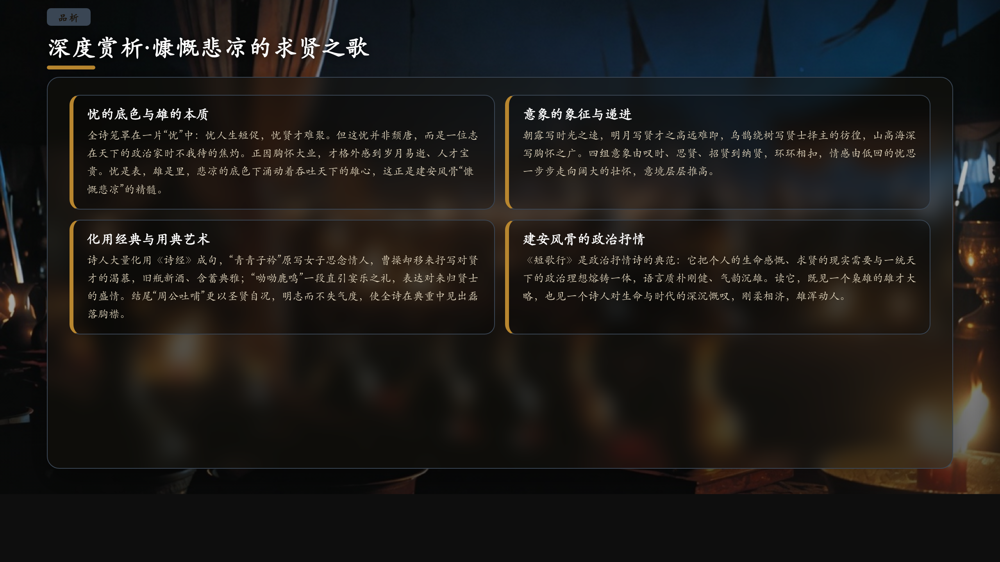 品析
深度赏析·慷慨悲凉的求贤之歌
忧的底色与雄的本质
全诗笼罩在一片“忧”中：忧人生短促，忧贤才难聚。但这忧并非颓唐，而是一位志
在天下的政治家时不我待的焦灼。正因胸怀大业，才格外感到岁月易逝、人才宝
贵。忧是表，雄是里，悲凉的底色下涌动着吞吐天下的雄心，这正是建安风骨“慷
慨悲凉”的精髓。
意象的象征与递进
朝露写时光之速，明月写贤才之高远难即，乌鹊绕树写贤士择主的彷徨，山高海深
写胸怀之广。四组意象由叹时、思贤、招贤到纳贤，环环相扣，情感由低回的忧思
一步步走向阔大的壮怀，意境层层推高。
化用经典与用典艺术
诗人大量化用《诗经》成句，“青青子衿”原写女子思念情人，曹操却移来抒写对贤
才的渴慕，旧瓶新酒、含蓄典雅；“呦呦鹿鸣”一段直引宴乐之礼，表达对来归贤士
的盛情。结尾“周公吐哺”更以圣贤自况，明志而不失气度，使全诗在典重中见出磊
落胸襟。
建安风骨的政治抒情
《短歌行》是政治抒情诗的典范：它把个人的生命感慨、求贤的现实需要与一统天
下的政治理想熔铸一体，语言质朴刚健、气韵沉雄。读它，既见一个枭雄的雄才大
略，也见一个诗人对生命与时代的深沉慨叹，刚柔相济，雄浑动人。